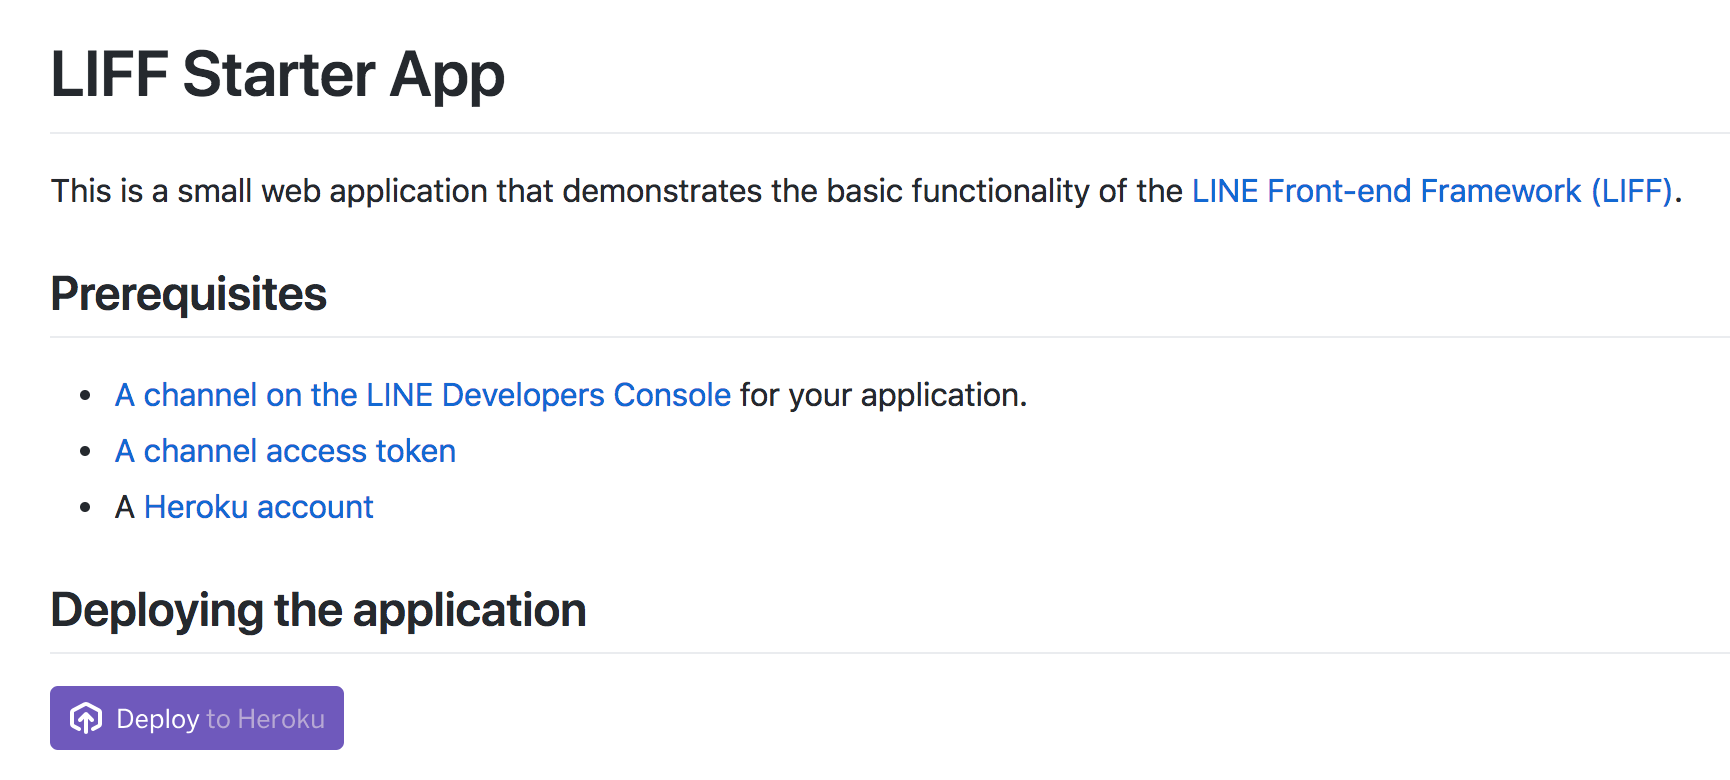 LIFF Starter App
This is a small web application that demonstrates the basic functionality of the LINE Front-end Framework (LIFF).
Prerequisites
• A channel on the LINE Developers Console for your application.
• A channel access token
• A Heroku account
Deploying the application
Deploy to Heroku